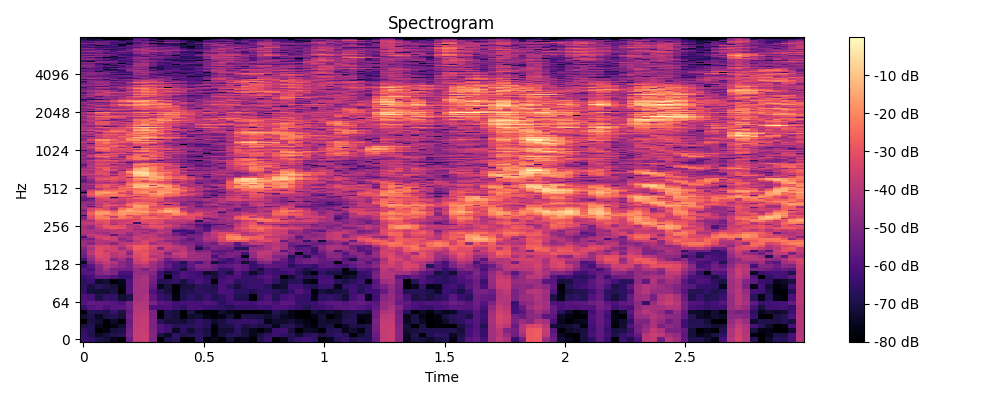 Spectrogram
Hz
4096
2048
1024
512
256
128
64
0
0
0.5
1
1.5
2
2.5
Time
-10 dB
-20 dB
-30 dB
-40 dB
-50 dB
-60 dB
-70 dB
-80 dB